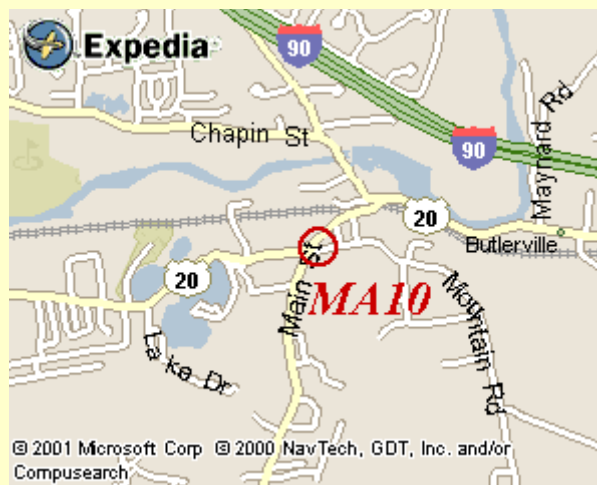 Expedia
90
90
Chapin St
Maynard Rd
20
Butlerville
20
Main St
MA10
Mountain Rd
Lake Dr
© 2001 Microsoft Corp © 2000 NavTech, GDT, Inc. and/or
Compusearch